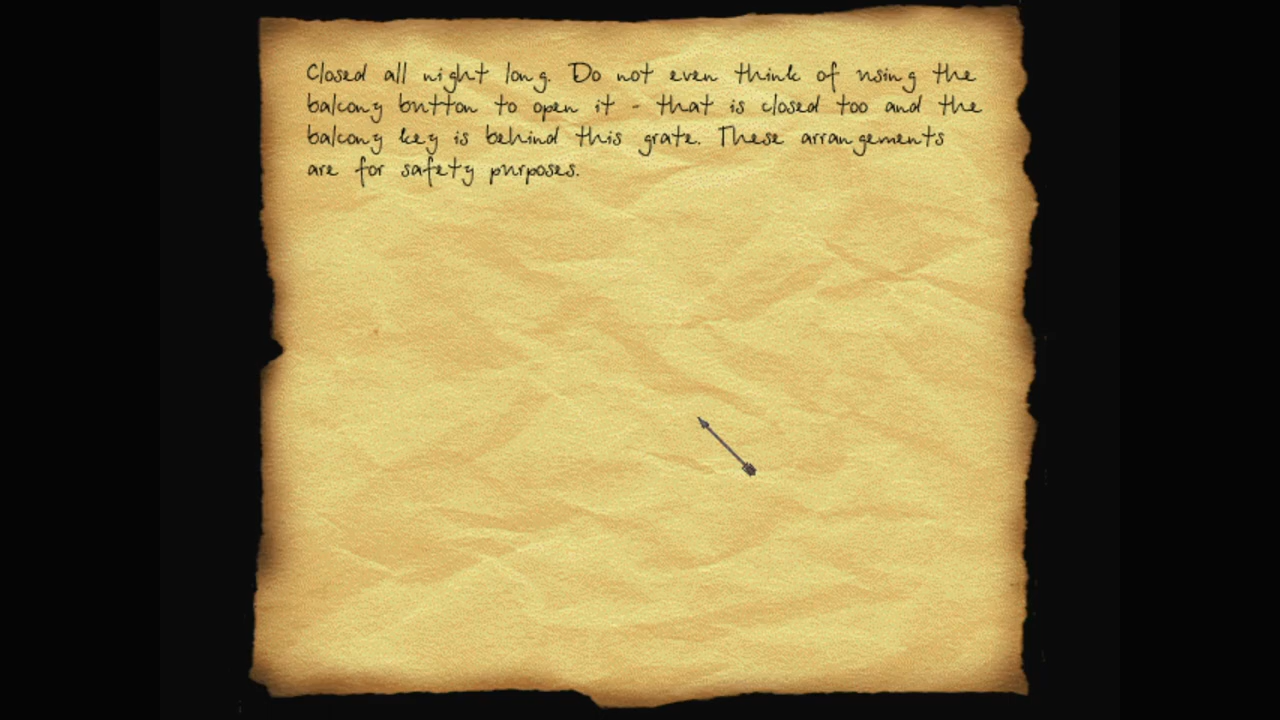 Closed all night long. Do not even think of using the
balcony button to open it - that is closed too and the
balcony key is behind this grate. These arrangements
are for safety purposes.